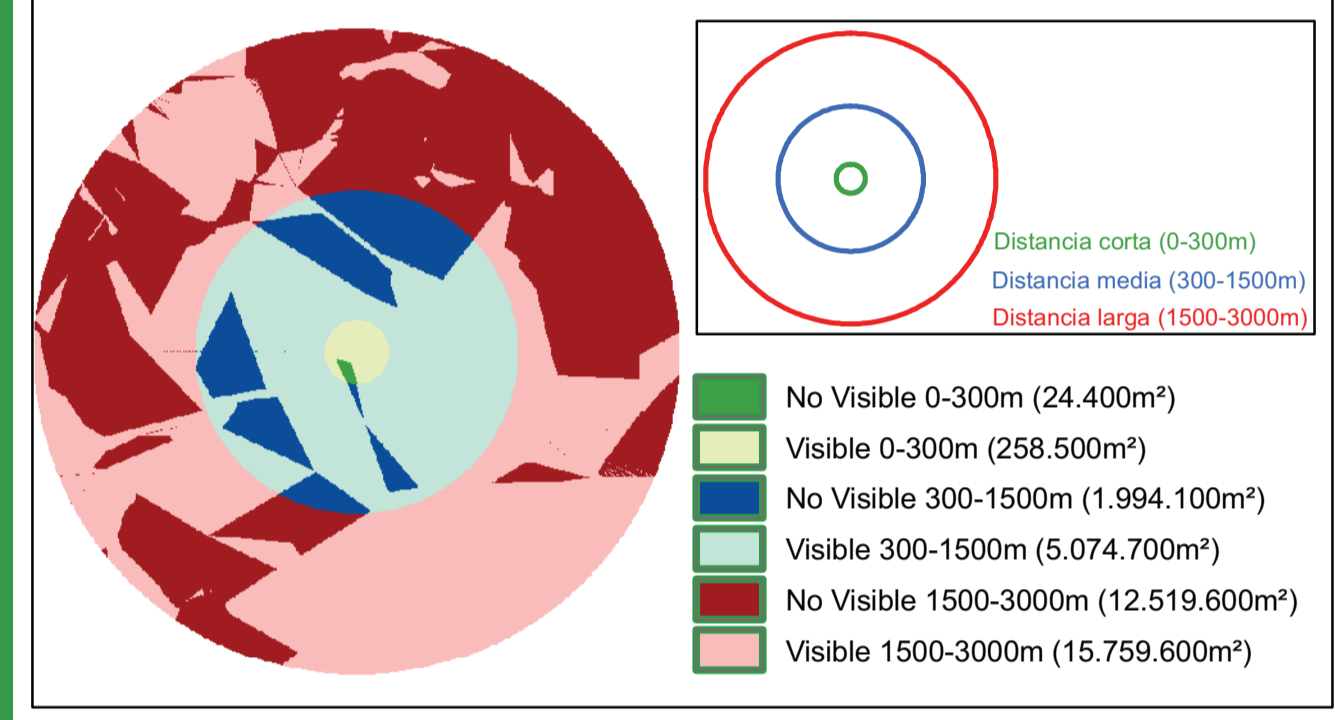 Distancia corta (0-300m)
Distancia media (300-1500m)
Distancia larga (1500-3000m)
No Visible 0-300m (24.400m²)
Visible 0-300m (258.500m²)
No Visible 300-1500m (1.994.100m²)
Visible 300-1500m (5.074.700m²)
No Visible 1500-3000m (12.519.600m²)
Visible 1500-3000m (15.759.600m²)